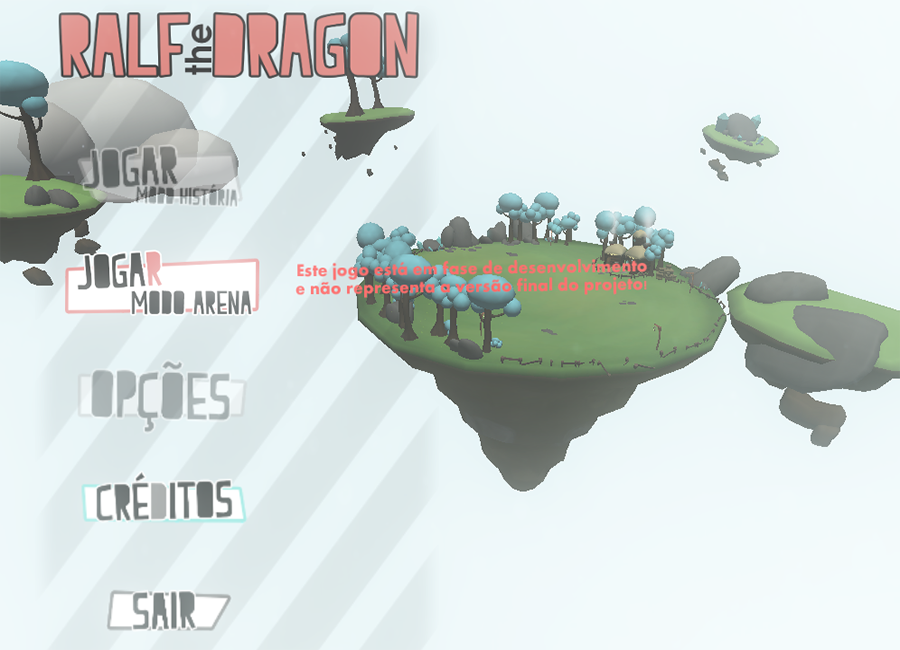 RALF the DRAGON
JOGAR
MODO HISTÓRIA
JOGAR
MODO ARENA
Este jogo está em fase de desenvolvimento
e não representa a versão final do projeto!
OPÇÕES
CRÉDITOS
SAIR